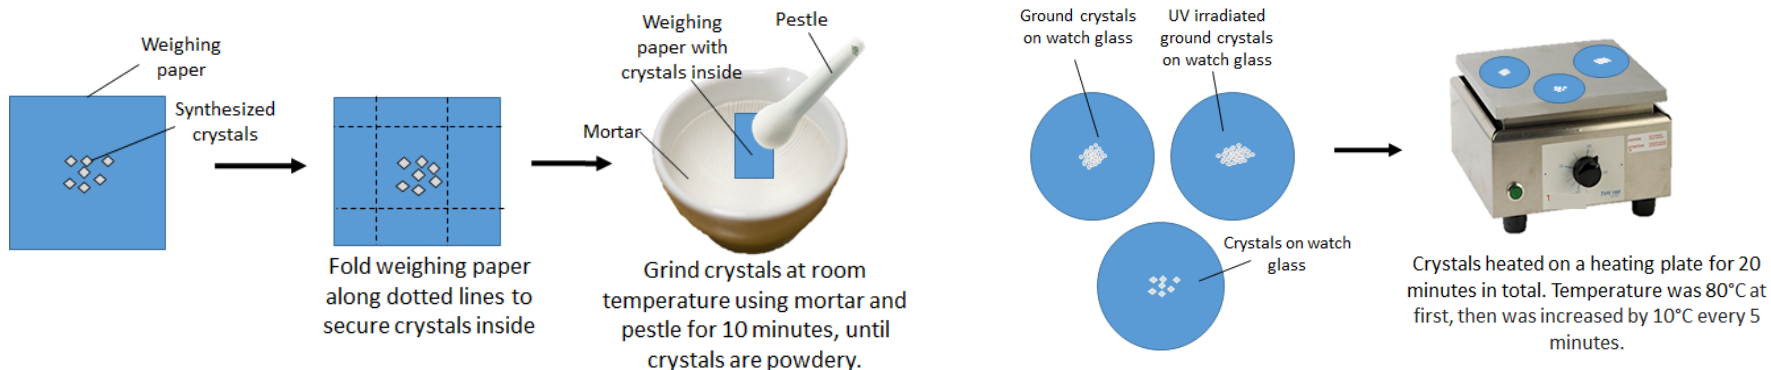 Weighing
paper
Synthesized
crystals
Fold weighing paper
along dotted lines to
secure crystals inside
Weighing
paper with
crystals inside
Pestle
Mortar
Grind crystals at room
temperature using mortar and
pestle for 10 minutes, until
crystals are powdery.
Ground crystals
on watch glass
UV irradiated
ground crystals
on watch glass
Crystals on watch
glass
Crystals heated on a heating plate for 20
minutes in total. Temperature was 80°C at
first, then was increased by 10°C every 5
minutes.